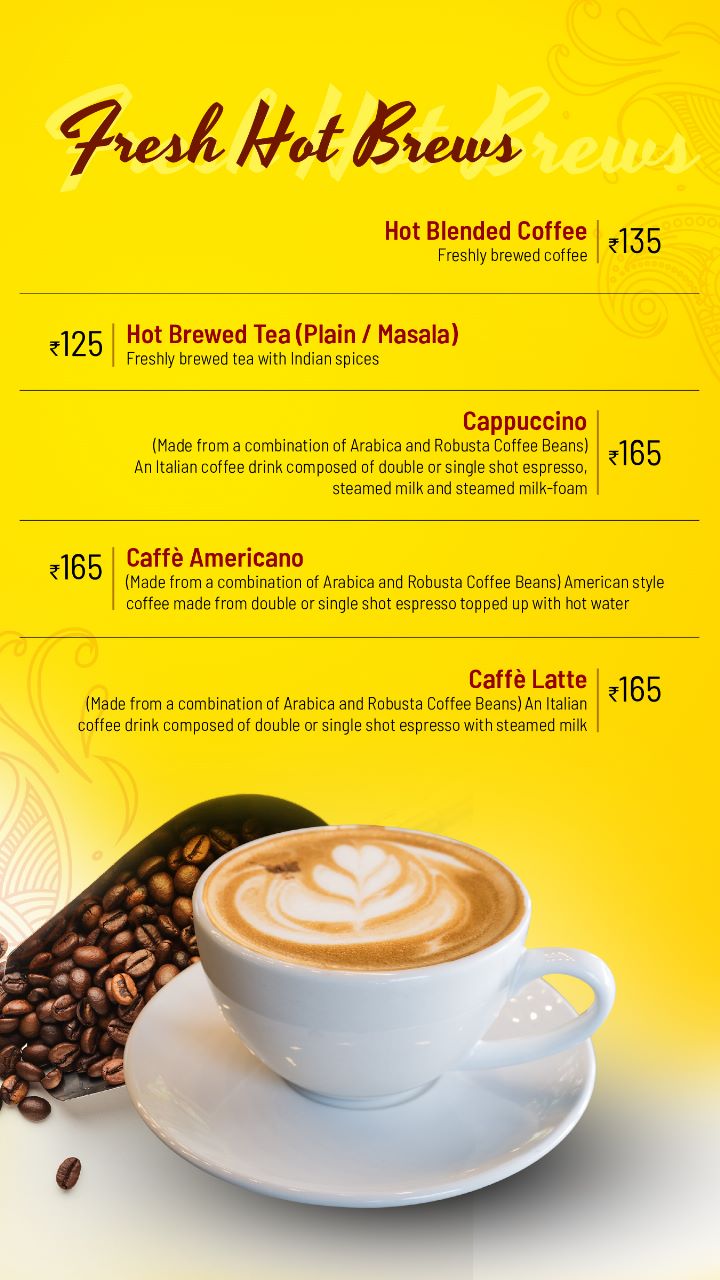 Fresh Hot Brews
Hot Blended Coffee
Freshly brewed coffee
₹135
₹125
Hot Brewed Tea (Plain / Masala)
Freshly brewed tea with Indian spices
Cappuccino
(Made from a combination of Arabica and Robusta Coffee Beans)
An Italian coffee drink composed of double or single shot espresso,
steamed milk and steamed milk-foam
₹165
₹165
Caffè Americano
(Made from a combination of Arabica and Robusta Coffee Beans) American style
coffee made from double or single shot espresso topped up with hot water
Caffè Latte
(Made from a combination of Arabica and Robusta Coffee Beans) An Italian
coffee drink composed of double or single shot espresso with steamed milk
₹165